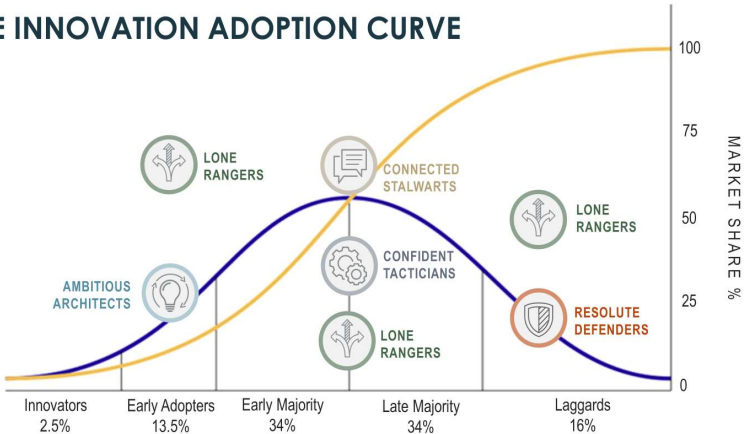 E INNOVATION ADOPTION CURVE
100
75
50
25
0
MARKET SHARE %
LONE
RANGERS
CONNECTED
STALWARTS
LONE
RANGERS
AMBITIOUS
ARCHITECTS
CONFIDENT
TACTICIANS
RESOLUTE
DEFENDERS
LONE
RANGERS
Innovators
2.5%
Early Adopters
13.5%
Early Majority
34%
Late Majority
34%
Laggards
16%